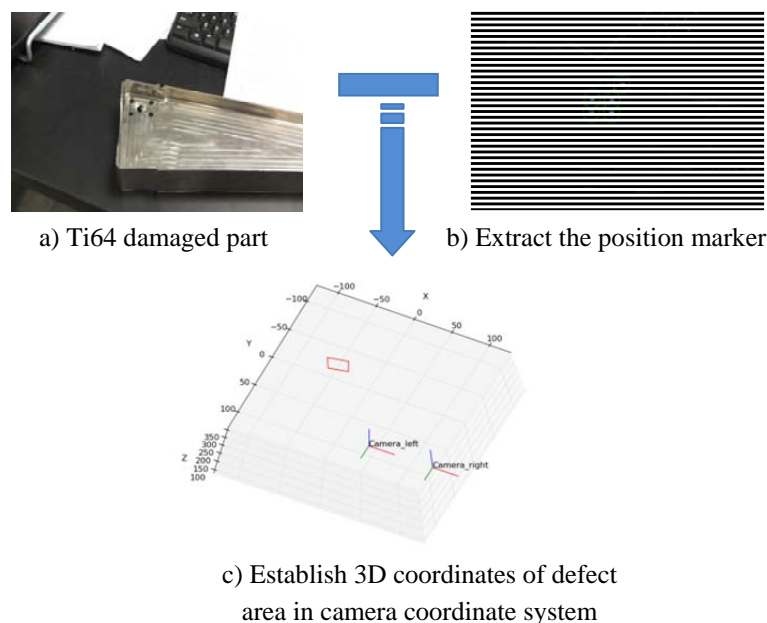 a) Ti64 damaged part
b) Extract the position marker
−100
−50
0
50
100
X
−100
−50
0
50
100
Y
350
300
250
200
150
100
Z
Camera_left
Camera_right
c) Establish 3D coordinates of defect
area in camera coordinate system